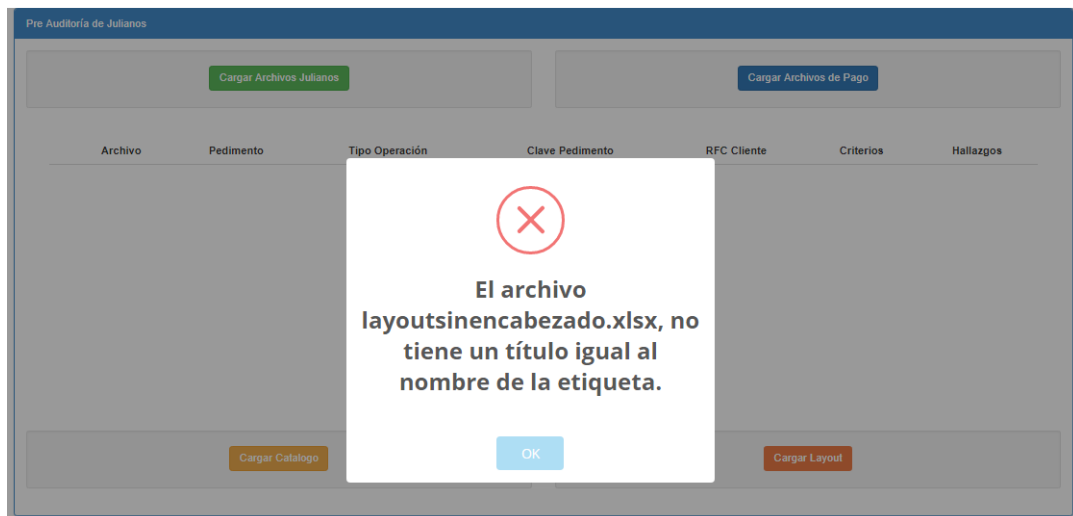 Pre Auditoría de Julianos
Cargar Archivos Julianos
Cargar Archivos de Pago
Archivo Pedimento Tipo Operación Clave Pedimento RFC Cliente Criterios Hallazgos
El archivo
layoutsinencabezado.xlsx, no
tiene un título igual al
nombre de la etiqueta.
OK
Cargar Catalogo
Cargar Layout